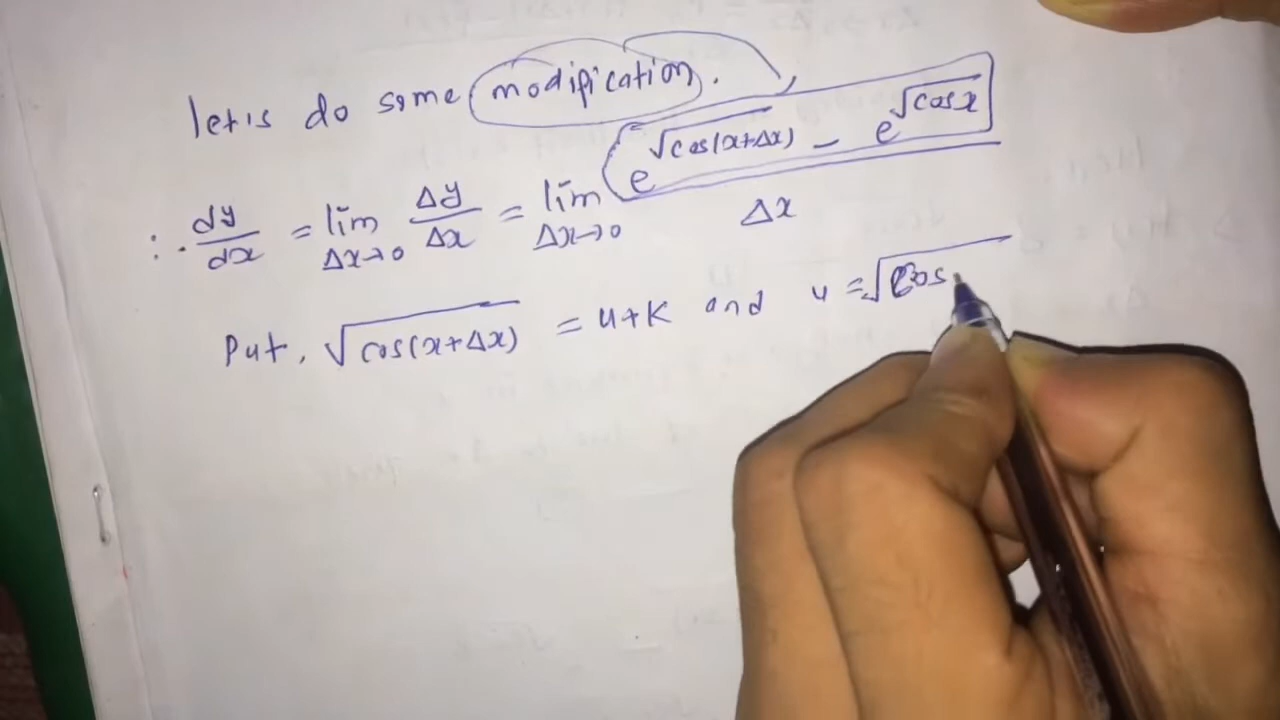 let's do some modification.
∴ dy/dx = lim Δx→0 Δy/Δx = lim Δx→0 e^√cos(x+Δx) − e^√cosx / Δx
Put, √cos(x+Δx) = u+k and u = √cos